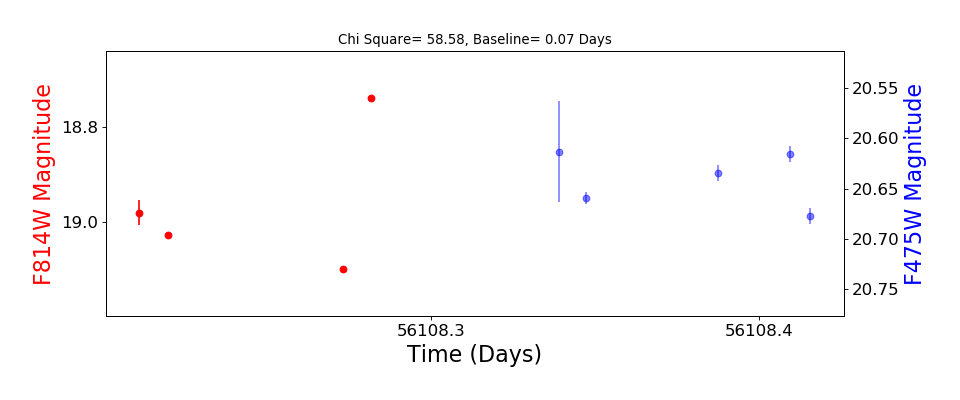 Chi Square= 58.58, Baseline= 0.07 Days
F814W Magnitude
18.8
19.0
20.55
20.60
20.65
20.70
20.75
F475W Magnitude
56108.3
56108.4
Time (Days)